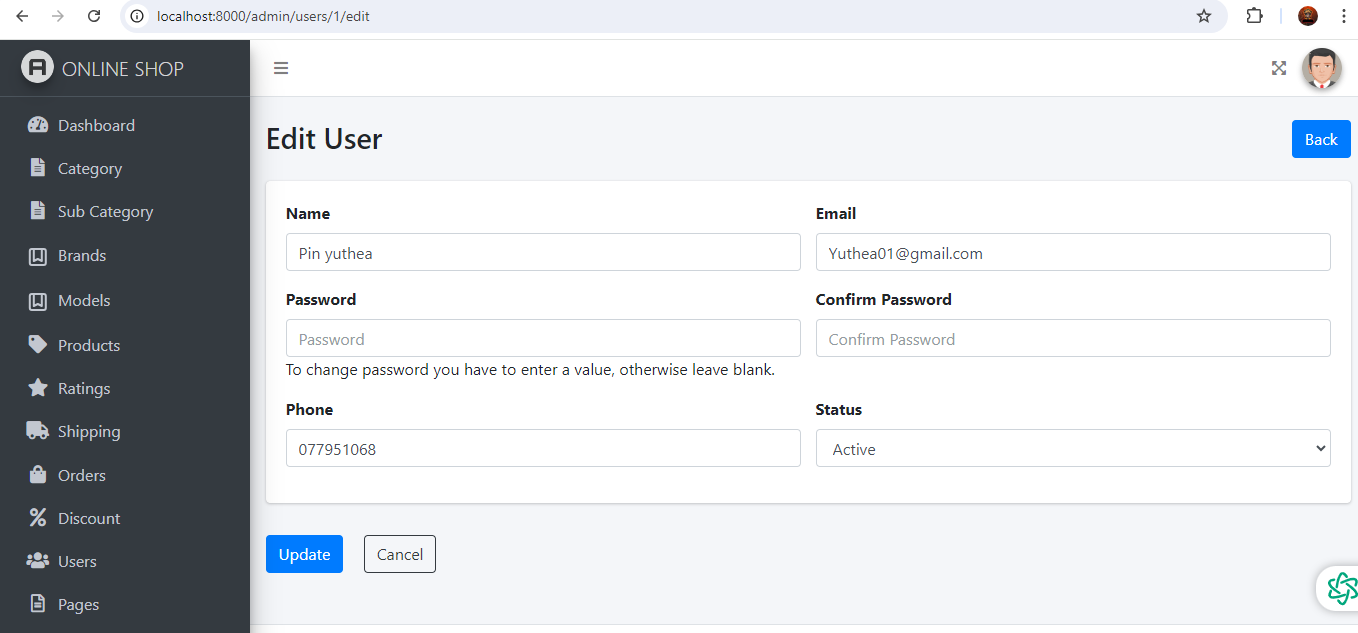 localhost:8000/admin/users/1/edit
ONLINE SHOP
Dashboard
Category
Sub Category
Brands
Models
Products
Ratings
Shipping
Orders
Discount
Users
Pages
Edit User
Back
Name
Email
Pin yuthea
Yuthea01@gmail.com
Password
Confirm Password
Password
Confirm Password
To change password you have to enter a value, otherwise leave blank.
Phone
Status
077951068
Active
Update
Cancel